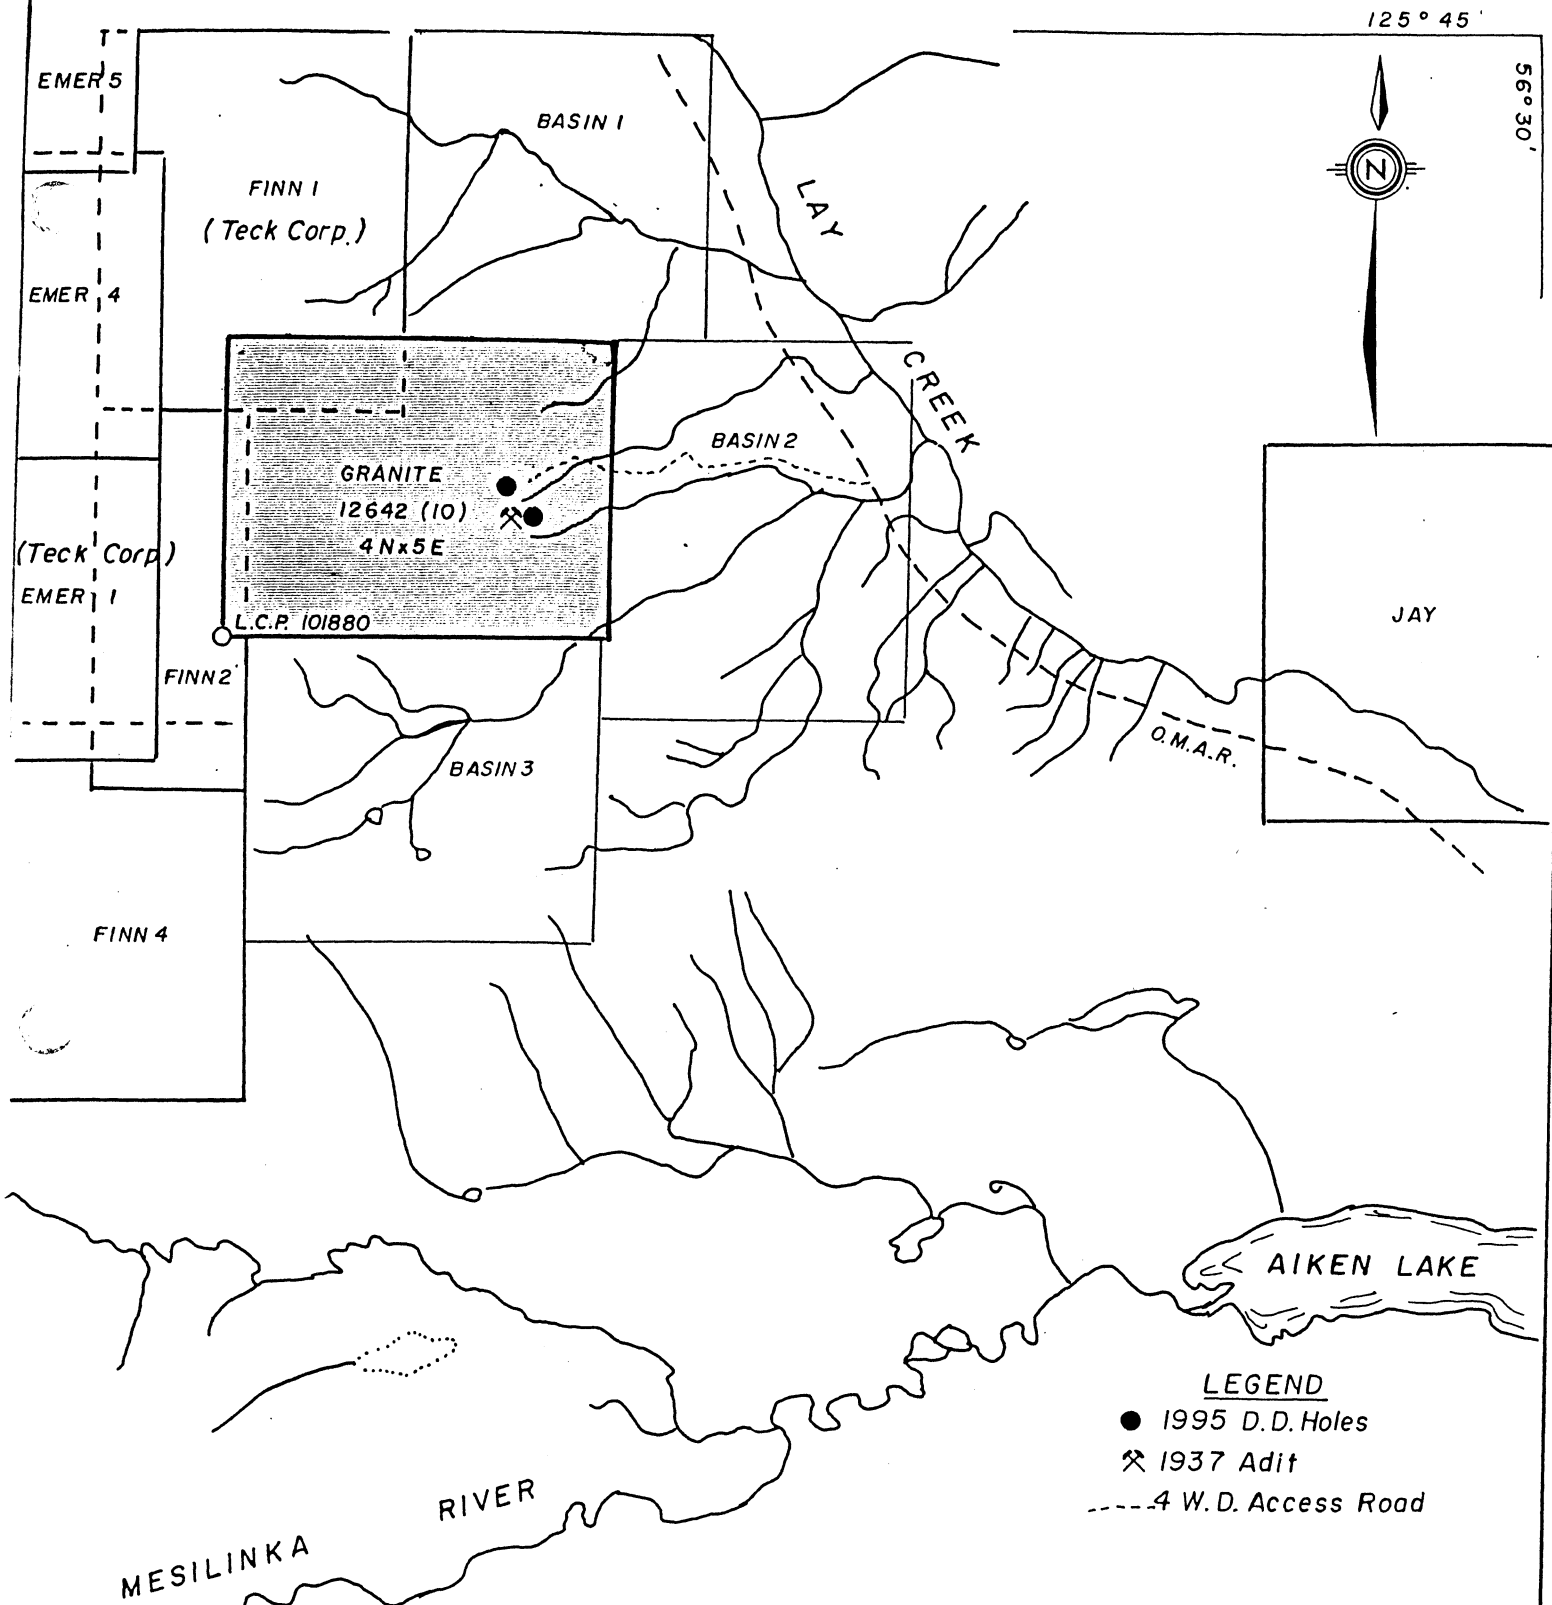 125° 45'
56° 30'
EMER 5
BASIN 1
N
FINN 1
(Teck Corp.)
LAY CREEK
EMER 4
BASIN 2
GRANITE
12642 (10)
4Nx5E
(Teck Corp)
EMER 1
L.C.P. 101880
JAY
FINN 2
O.M.A.R.
BASIN 3
FINN 4
AIKEN LAKE
LEGEND
1995 D.D. Holes
1937 Adit
4 W.D. Access Road
MESILINKA RIVER